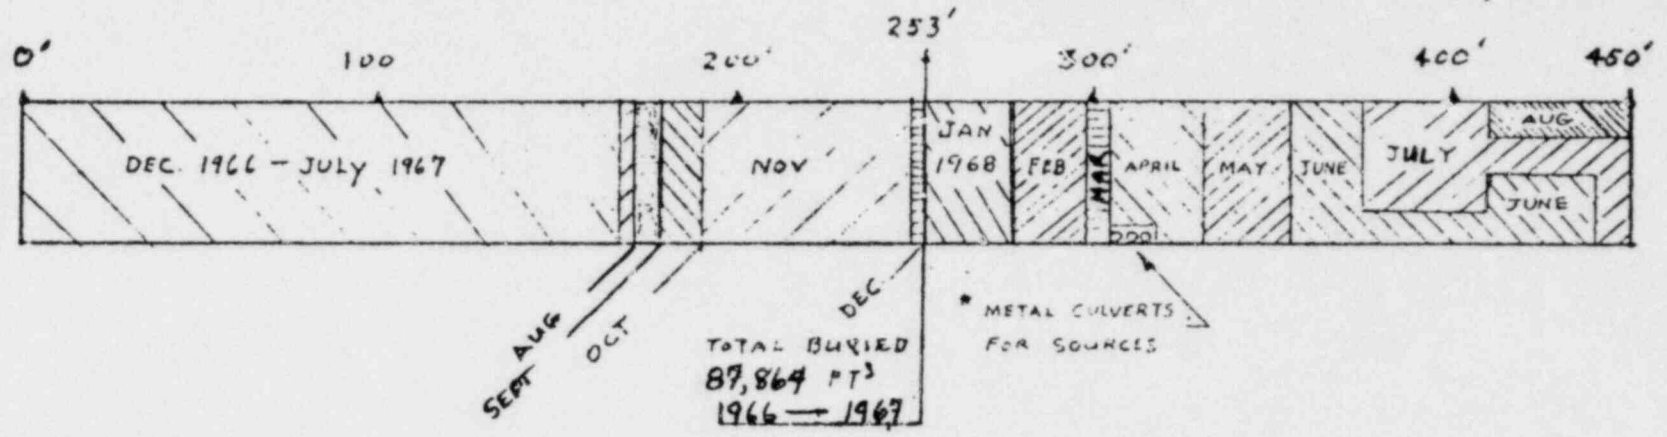 253'
0'
100
200'
300'
400'
450'
DEC. 1966 — JULY 1967
NOV
JAN
1968
FEB
MAR
APRIL
MAY
JUNE
JULY
AUG
JUNE
SEPT
AUG
OCT
DEC
TOTAL BURIED
87,864 FT³
1966 — 1967
* METAL CULVERTS
FOR SOURCES